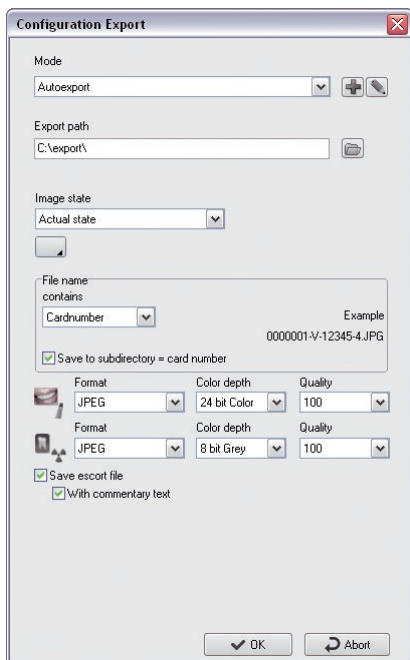 Configuration Export
Mode
Autoexport
Export path
C:\export\
Image state
Actual state
File name
contains
Cardnumber
Example
0000001-V-12345-4.JPG
Save to subdirectory = card number
Format Color depth Quality
JPEG 24 bit Color 100
Format Color depth Quality
JPEG 8 bit Grey 100
Save escort file
With commentary text
OK Abort